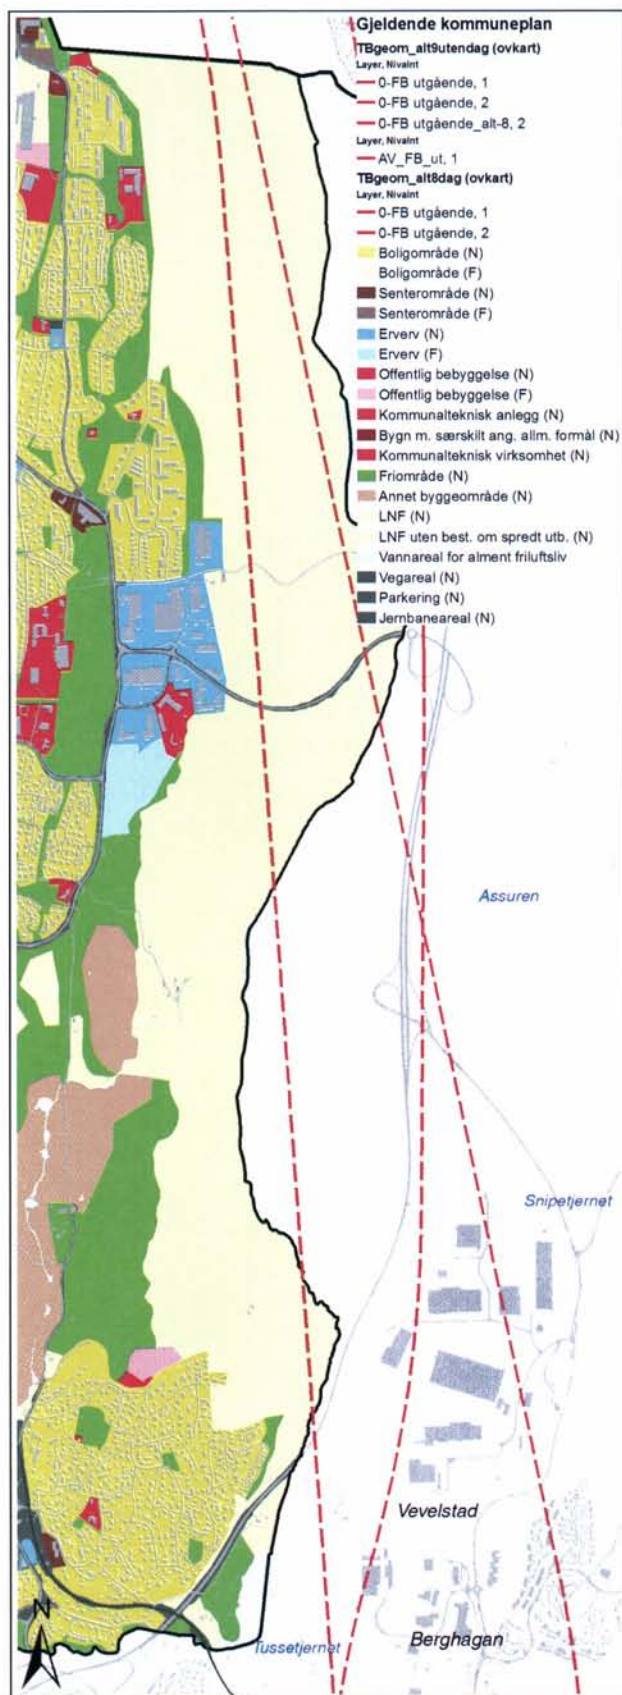 Gjeldende kommuneplan
TBgeom_alt9utendag (ovkart)
Layer, Nivaint
0-FB utgående, 1
0-FB utgående, 2
0-FB utgående_alt-8, 2
Layer, Nivaint
AV_FB_ut, 1
TBgeom_alt8dag (ovkart)
Layer, Nivaint
0-FB utgående, 1
0-FB utgående, 2
Boligområde (N)
Boligområde (F)
Senterområde (N)
Senterområde (F)
Erverv (N)
Erverv (F)
Offentlig bebyggelse (N)
Offentlig bebyggelse (F)
Kommunalteknisk anlegg (N)
Bygn m. særskilt ang. allm. formål (N)
Kommunalteknisk virksomhet (N)
Friområde (N)
Annet byggeområde (N)
LNF (N)
LNF uten best. om spredt utb. (N)
Vannareal for alment friluftsliv
Vegareal (N)
Parkering (N)
Jernbaneareal (N)
Assuren
Snipetjernet
Vevelstad
N
Tussetjernet
Berghagan